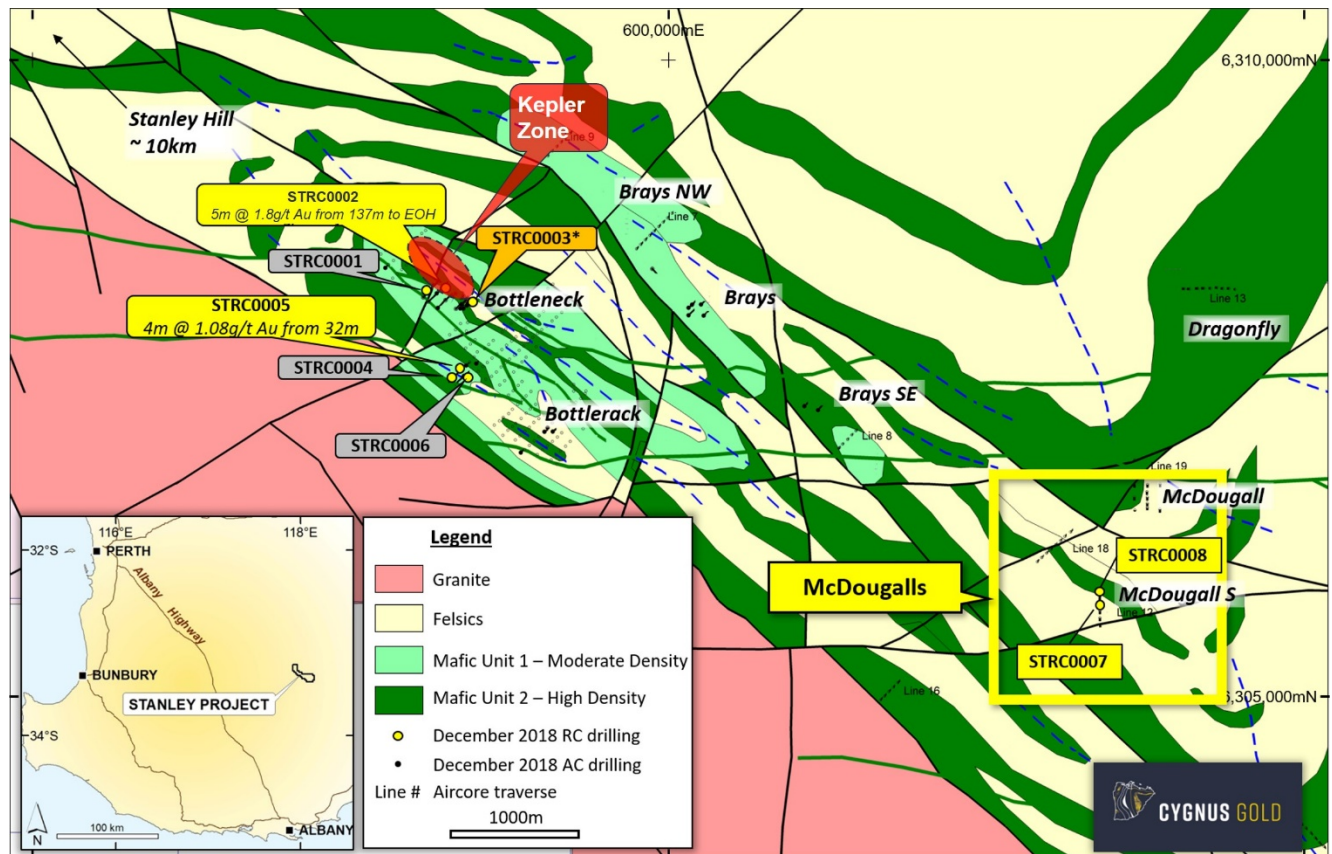 600,000mE
6,310,000mN
Stanley Hill
~ 10km
Kepler
Zone
Line 9
Brays NW
Line 7
STRC0002
5m @ 1.8g/t Au from 137m to EOH
STRC0003*
STRC0001
Bottleneck
Brays
Line 13
Dragonfly
STRC0005
4m @ 1.08g/t Au from 32m
STRC0004
Brays SE
Bottlerack
Line 8
STRC0006
Line 19
McDougall
Line 18
STRC0008
McDougalls
McDougall S
Line 12
STRC0007
Line 16
6,305,000mN
116°E
118°E
32°S
PERTH
Albany
Highway
BUNBURY
STANLEY PROJECT
34°S
ALBANY
N
100 km
Legend
Granite
Felsics
Mafic Unit 1 – Moderate Density
Mafic Unit 2 – High Density
December 2018 RC drilling
December 2018 AC drilling
Line # Aircore traverse
1000m
CYGNUS GOLD